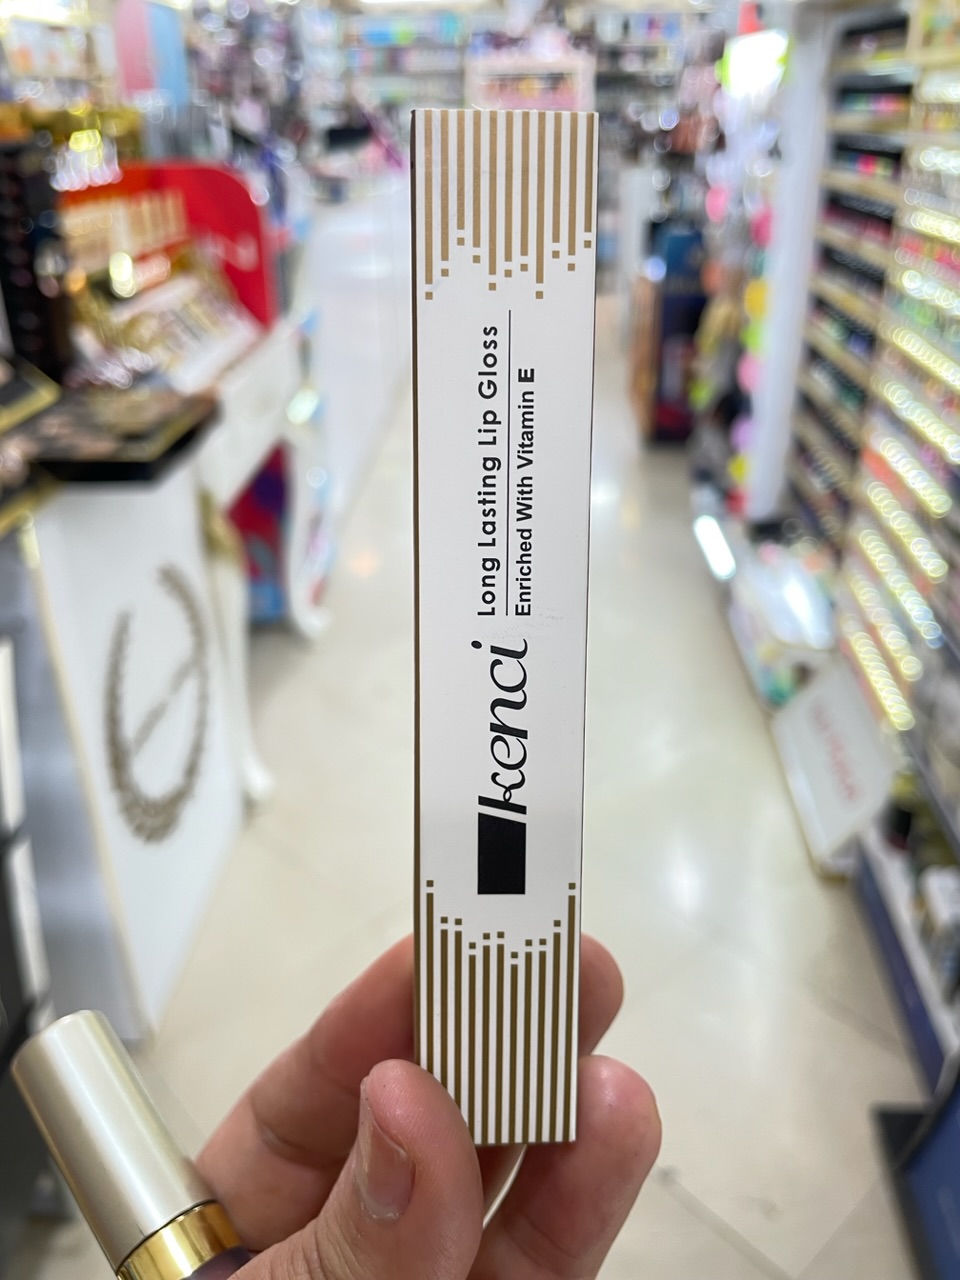 kenci
Long Lasting Lip Gloss
Enriched With Vitamin E